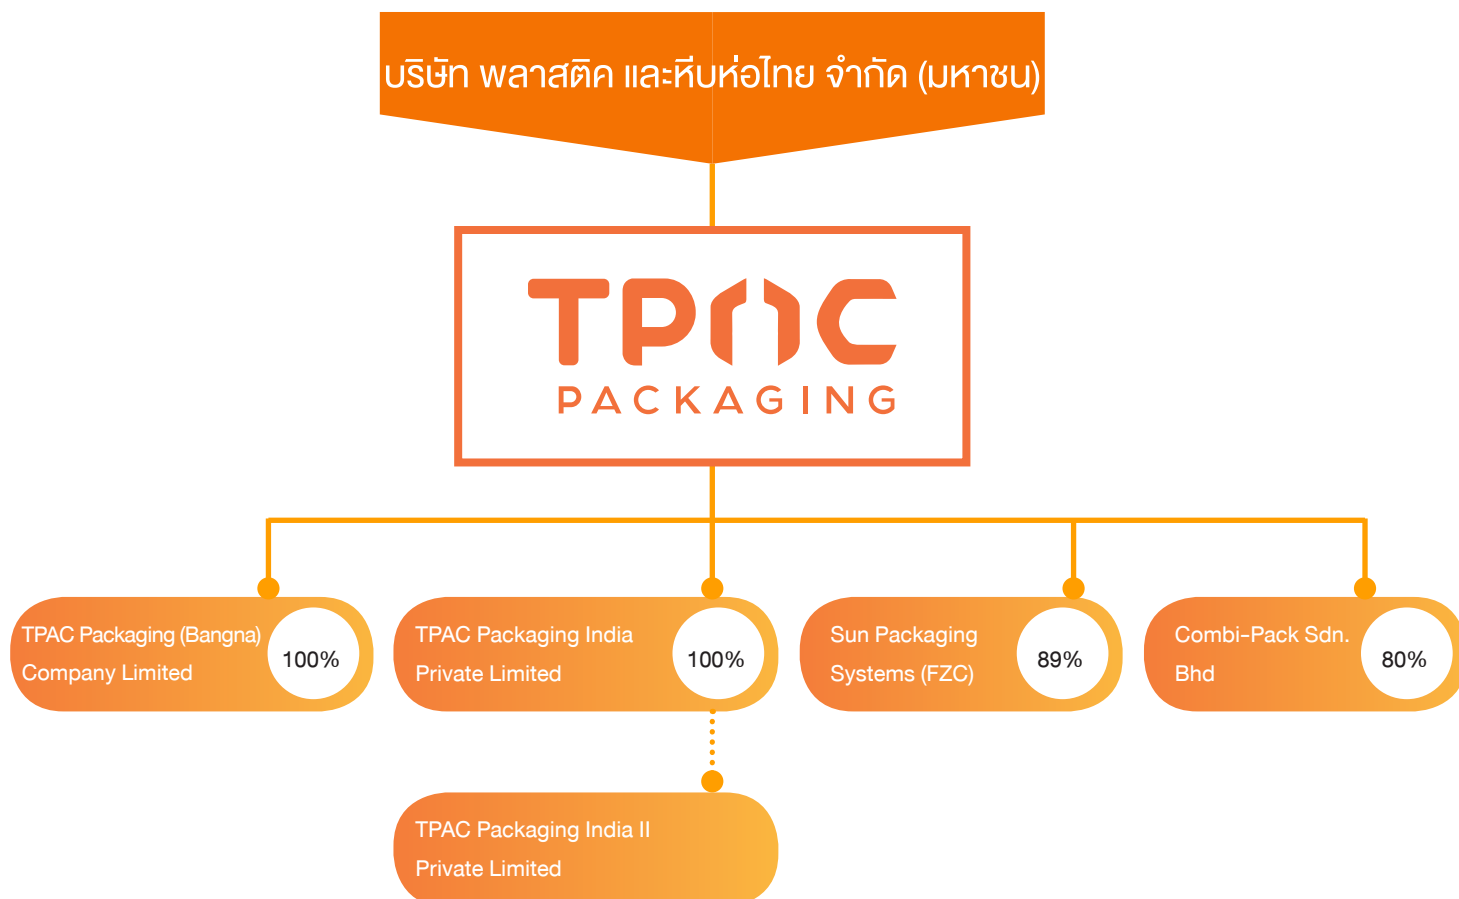 บริษัท พลาสติค และหีบห่อไทย จำกัด (มหาชน)
TPAC
PACKAGING
TPAC Packaging (Bangna)
Company Limited
100%
TPAC Packaging India
Private Limited
100%
Sun Packaging
Systems (FZC)
89%
Combi-Pack Sdn.
Bhd
80%
TPAC Packaging India II
Private Limited